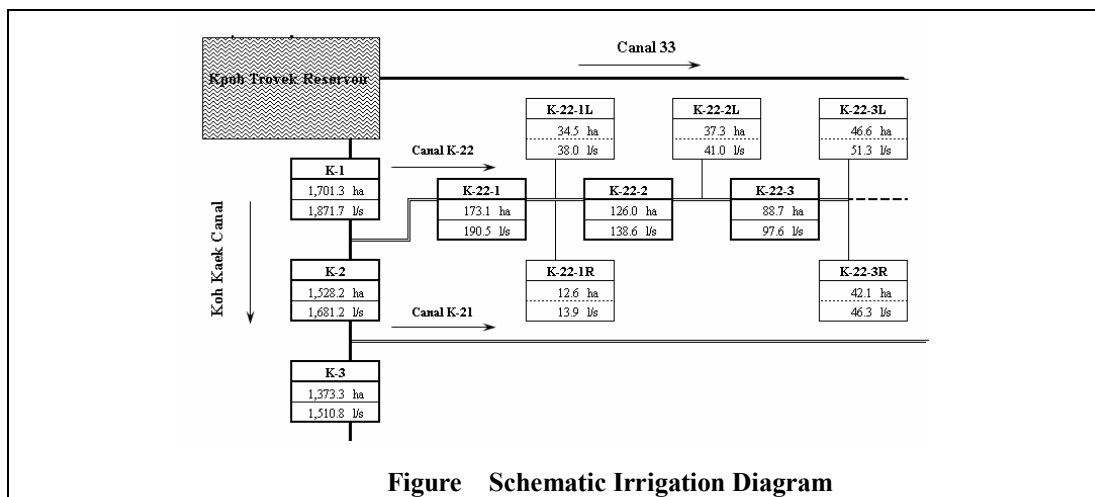 Canal 33
Kpob Trovek Reservoir
K-22-1L
34.5 ha
38.0 l/s
K-22-2L
37.3 ha
41.0 l/s
K-22-3L
46.6 ha
51.3 l/s
Canal K-22
K-1
1,701.3 ha
1,871.7 l/s
K-22-1
173.1 ha
190.5 l/s
K-22-2
126.0 ha
138.6 l/s
K-22-3
88.7 ha
97.6 l/s
Koh Kaek Canal
K-2
1,528.2 ha
1,681.2 l/s
K-22-1R
12.6 ha
13.9 l/s
K-22-3R
42.1 ha
46.3 l/s
Canal K-21
K-3
1,373.3 ha
1,510.8 l/s
Figure Schematic Irrigation Diagram